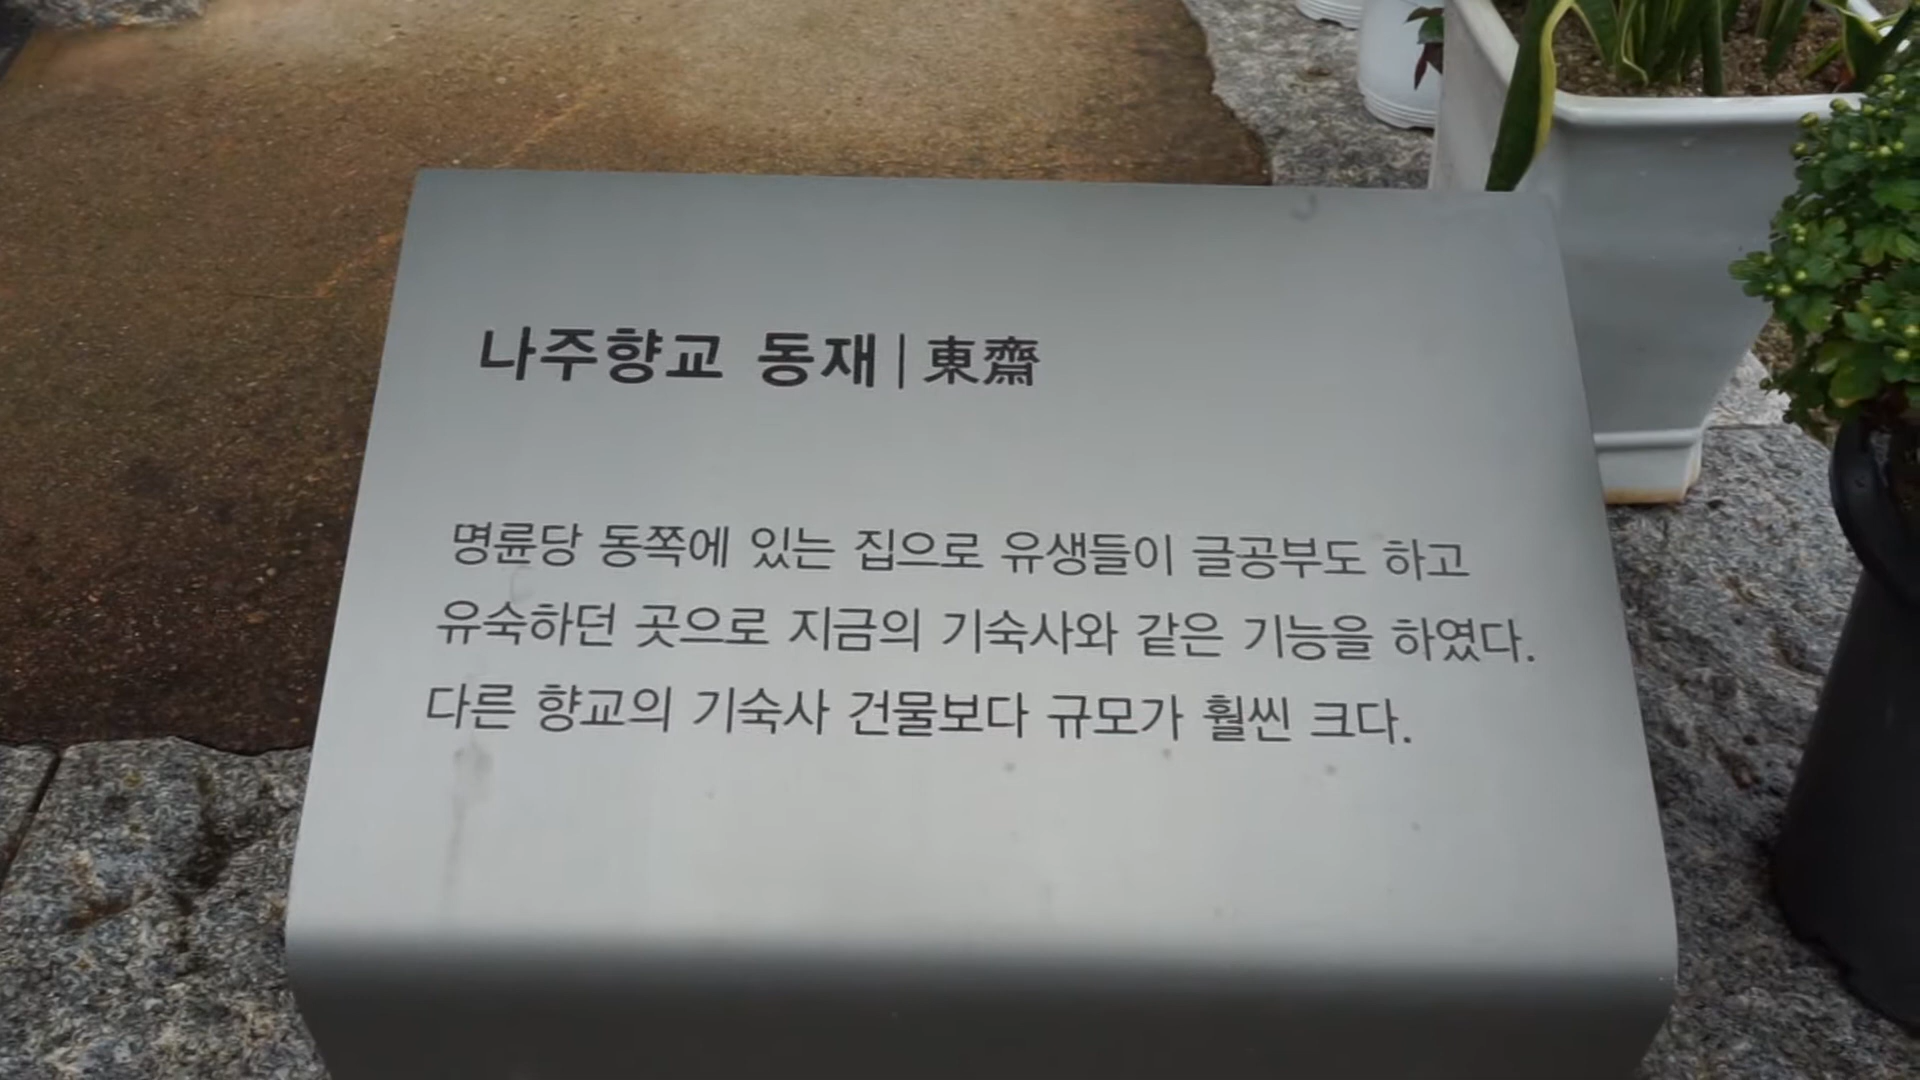 나주향교 동재|東齋
명륜당 동쪽에 있는 집으로 유생들이 글공부도 하고
유숙하던 곳으로 지금의 기숙사와 같은 기능을 하였다.
다른 향교의 기숙사 건물보다 규모가 훨씬 크다.